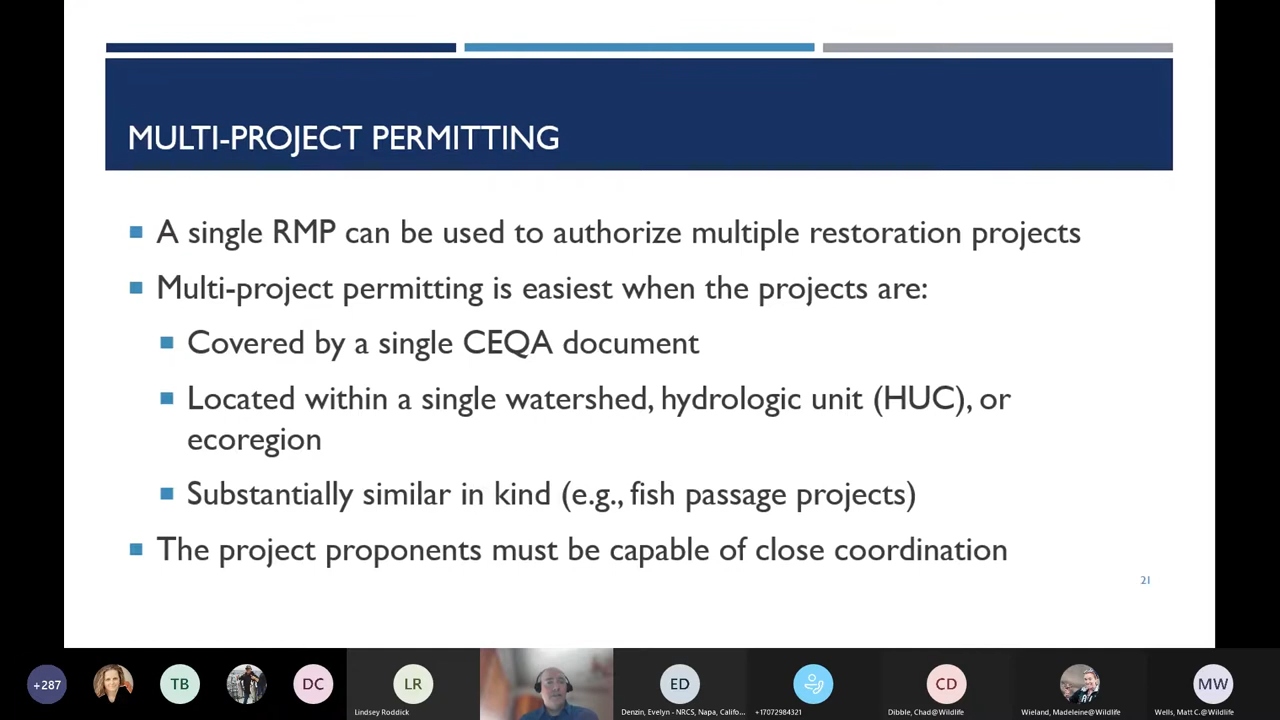 MULTI-PROJECT PERMITTING
A single RMP can be used to authorize multiple restoration projects
Multi-project permitting is easiest when the projects are:
Covered by a single CEQA document
Located within a single watershed, hydrologic unit (HUC), or
ecoregion
Substantially similar in kind (e.g., fish passage projects)
The project proponents must be capable of close coordination
21
+287
TB
DC
LR
ED
CD
MW
Lindsey Roddick
Denzin, Evelyn - NRCS, Napa, Califo...
+17072984321
Dibble, Chad@Wildlife
Wieland, Madeleine@Wildlife
Wells, Matt C.@Wildlife